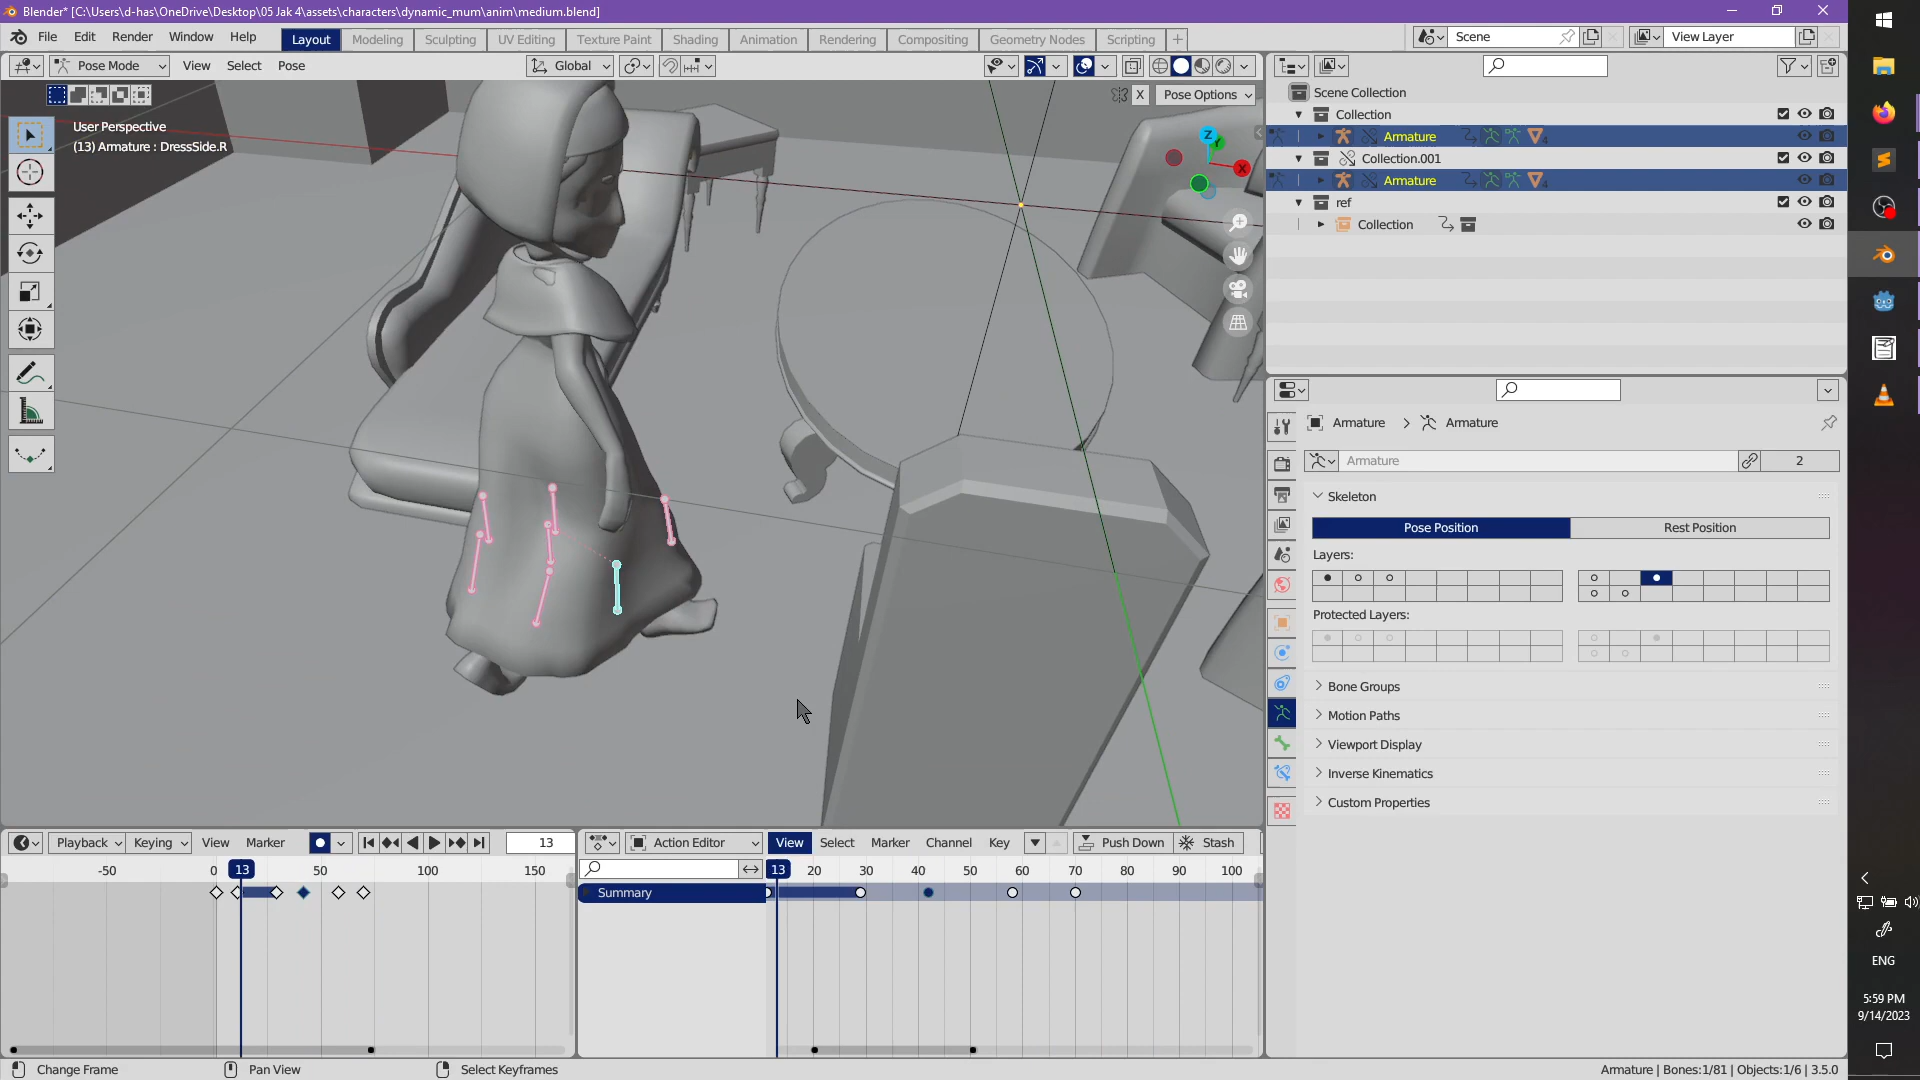 Blender* [C:\Users\d-has\OneDrive\Desktop\05 Jak 4\assets\characters\dynamic_mum\anim\medium.blend]
File Edit Render Window Help Layout Modeling Sculpting UV Editing Texture Paint Shading Animation Rendering Compositing Geometry Nodes Scripting + Scene View Layer
Pose Mode View Select Pose Global
X Pose Options
User Perspective
(13) Armature : DressSide.R
Z
Y
X
Scene Collection
Collection
Armature 4
Collection.001
Armature 4
ref
Collection
Armature > Armature
Armature 2
Skeleton
Pose Position Rest Position
Layers:
Protected Layers:
Bone Groups
Motion Paths
Viewport Display
Inverse Kinematics
Custom Properties
Playback Keying View Marker 13
-50 0 13 50 100 150
Action Editor View Select Marker Channel Key Push Down Stash
13 20 30 40 50 60 70 80 90 100
Summary
Change Frame Pan View Select Keyframes
Armature | Bones:1/81 | Objects:1/6 | 3.5.0
ENG
5:59 PM
9/14/2023